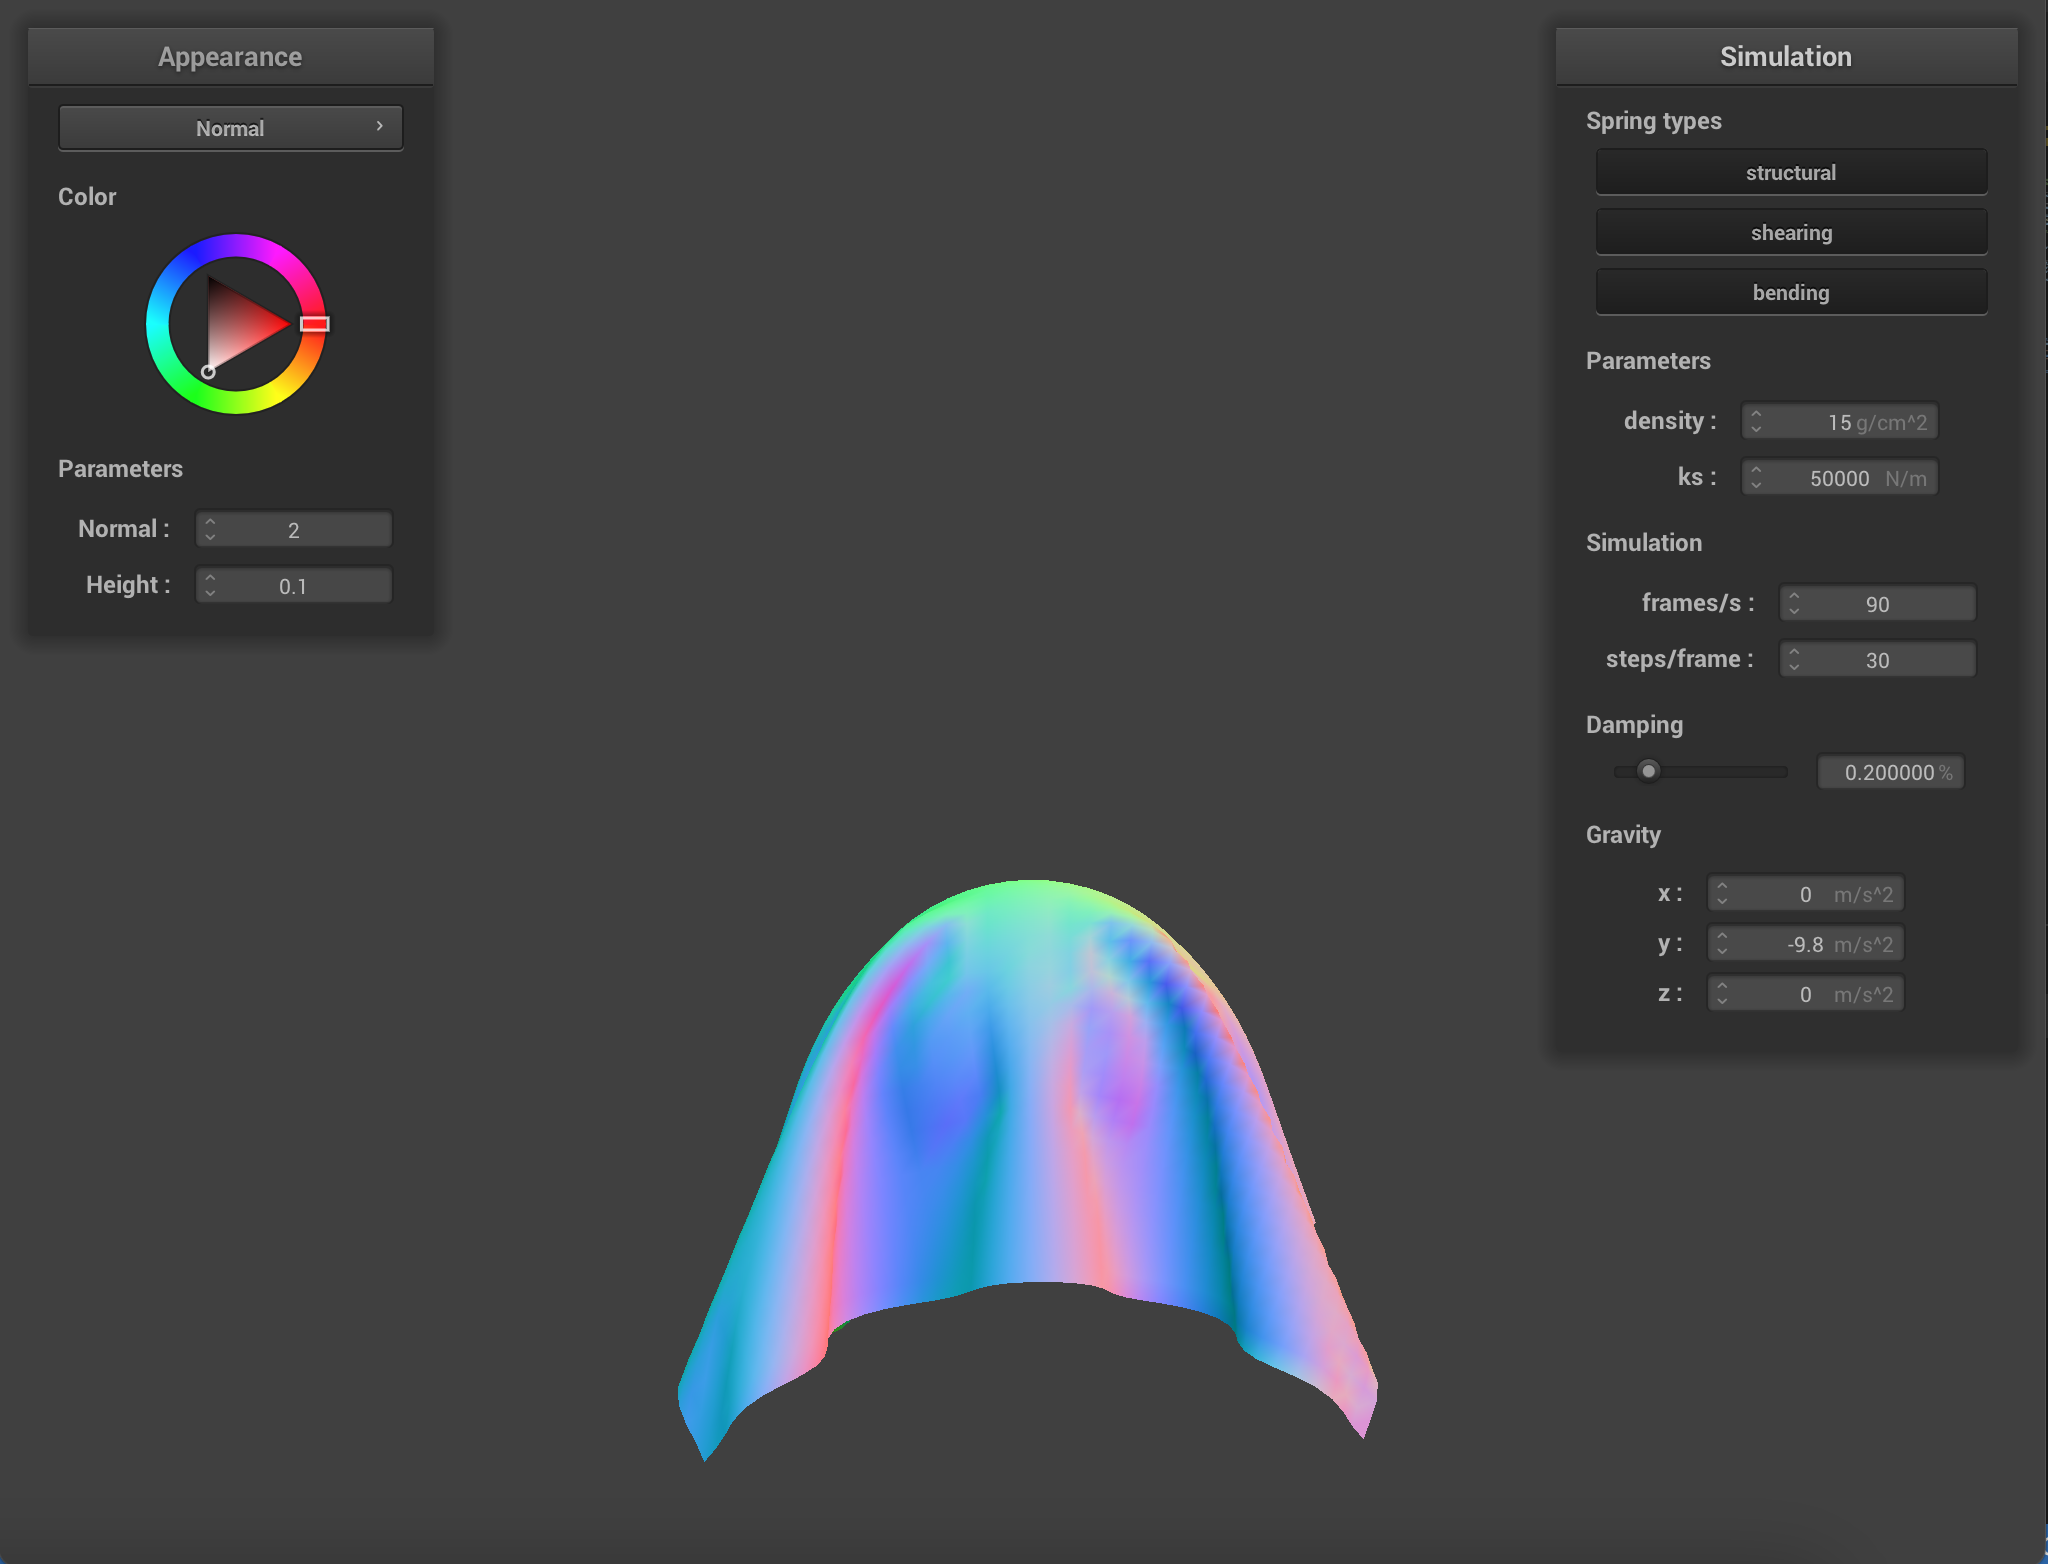 Appearance
Normal
Color
Parameters
Normal : 2
Height : 0.1
Simulation
Spring types
structural
shearing
bending
Parameters
density : 15 g/cm^2
ks : 50000 N/m
Simulation
frames/s : 90
steps/frame : 30
Damping
0.200000 %
Gravity
x : 0 m/s^2
y : -9.8 m/s^2
z : 0 m/s^2